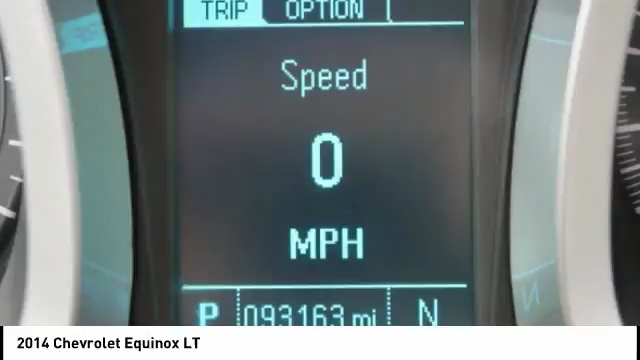 TRIP OPTION
Speed
0
MPH
P 093163 mi N
2014 Chevrolet Equinox LT